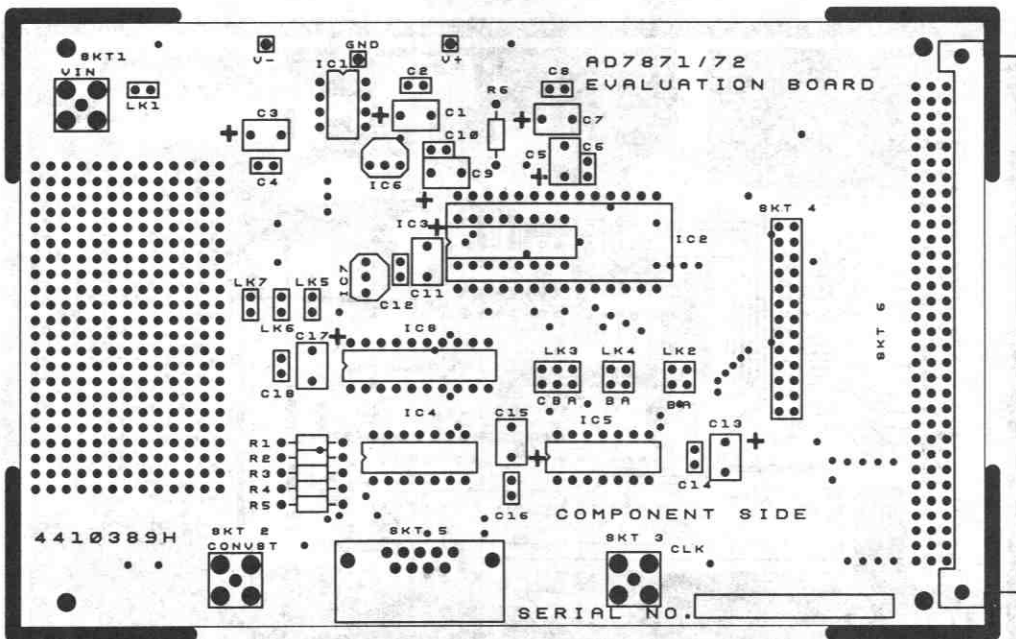 SKT1
VIN
LK1
V-
GND
V+
IC1
C2
C1
C3
C4
IC6
C10
C9
R6
C8
C7
C5
C6
AD7871/72
EVALUATION BOARD
IC3
IC2
SKT 4
IC7
C12
C11
LK7
LK6
LK5
C17
C18
IC8
LK3
LK4
LK2
CBA
BA
BA
SKT 6
R1
R2
R3
R4
R5
IC4
C15
C16
IC5
C13
C14
COMPONENT SIDE
4410389H
SKT 2
CONVST
SKT 5
SKT 3
CLK
SERIAL NO.